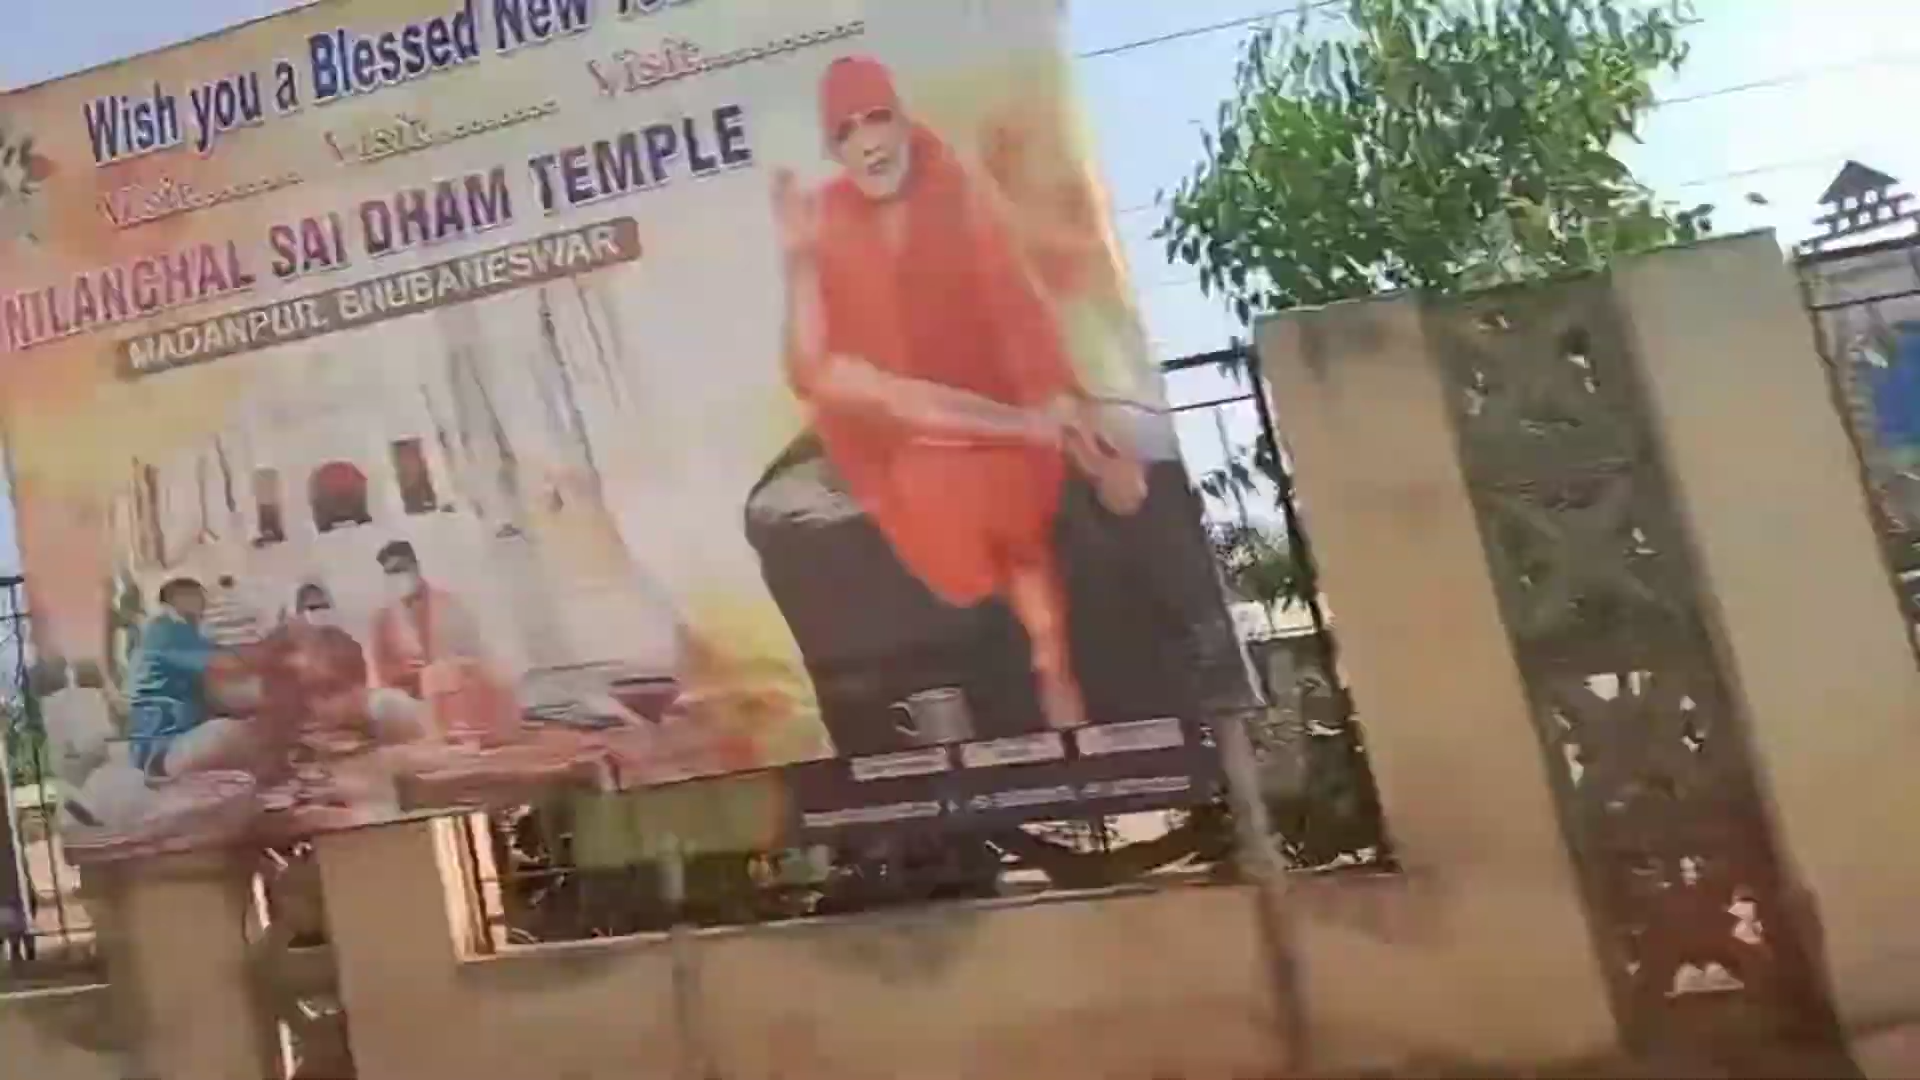 Wish you a Blessed New
Visit.......... Visit.......... Visit..........
NILANCHAL SAI DHAM TEMPLE
MADANPUR, BHUBANESWAR